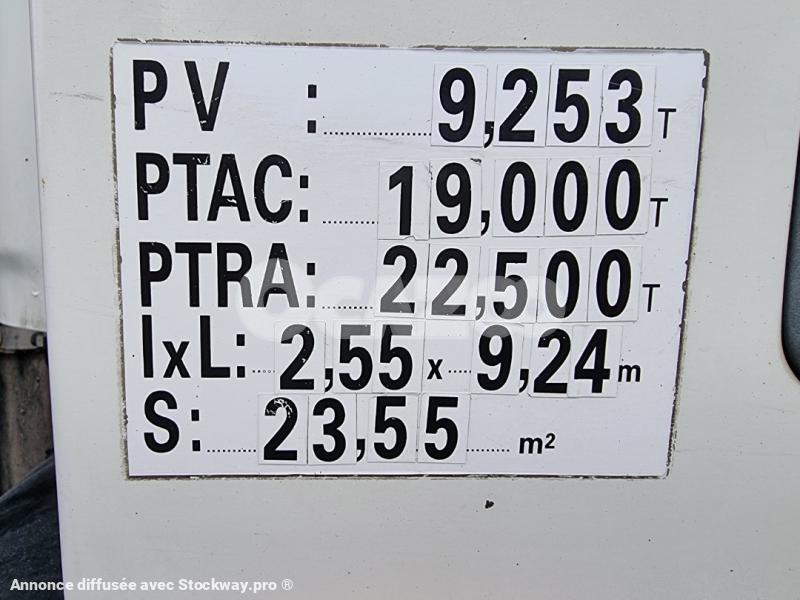 PV : ............... 9,253 T
PTAC: ......... 19,000 T
PTRA: ....... 22,500 T
lxL: .... 2,55 x .... 9,24 m
S: ........ 23,55 ....... m²
Annonce diffusée avec Stockway.pro ®